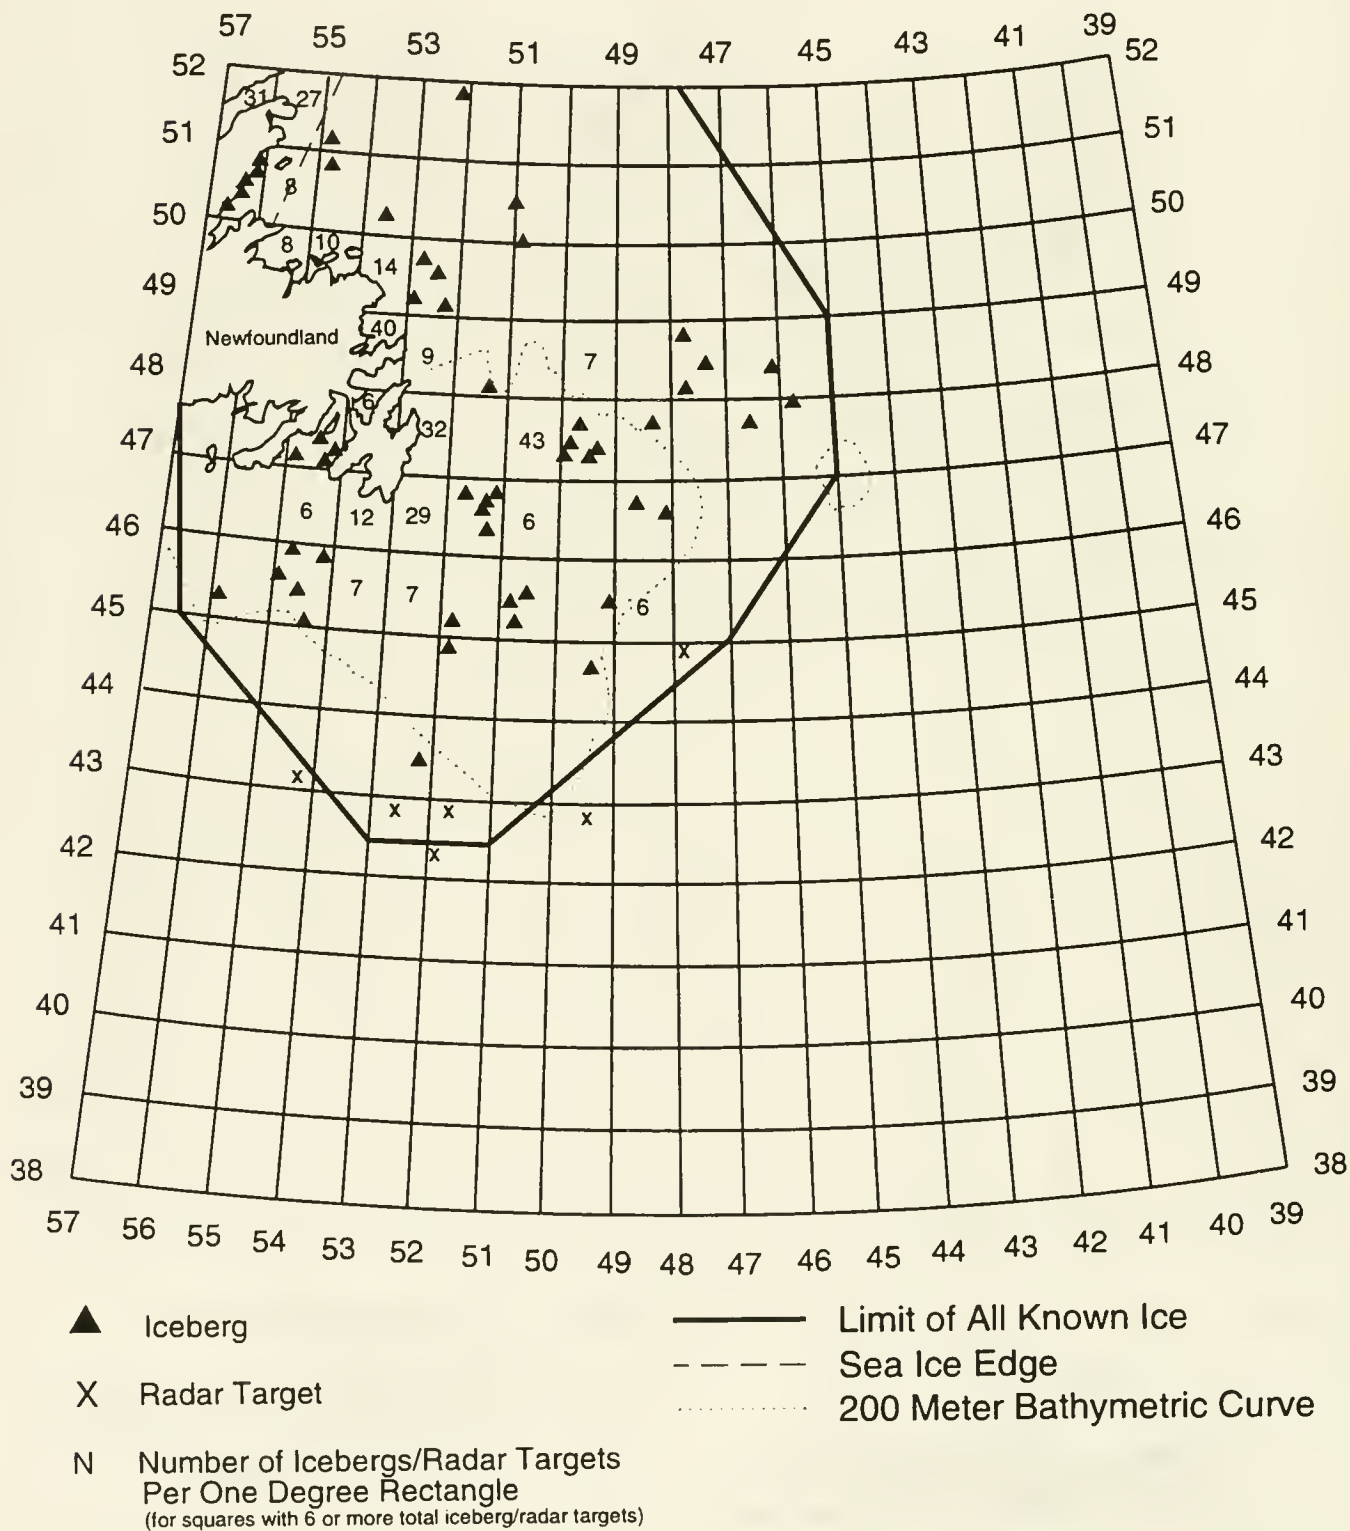 57 55 53 51 49 47 45 43 41 39
52 52
31 27
51 51
8
50 50
8 10
14
49 49
40
Newfoundland
9 7
48 48
6
32 43
47 47
6 12 29 6
46 46
7 7 6
45 45
x
44 44
43 43
x
x x x
x
42 42
41 41
40 40
39 39
38 38
57 56 55 54 53 52 51 50 49 48 47 46 45 44 43 42 41 40 39
Iceberg
X Radar Target
N Number of Icebergs/Radar Targets
Per One Degree Rectangle
(for squares with 6 or more total iceberg/radar targets)
Limit of All Known Ice
Sea Ice Edge
200 Meter Bathymetric Curve